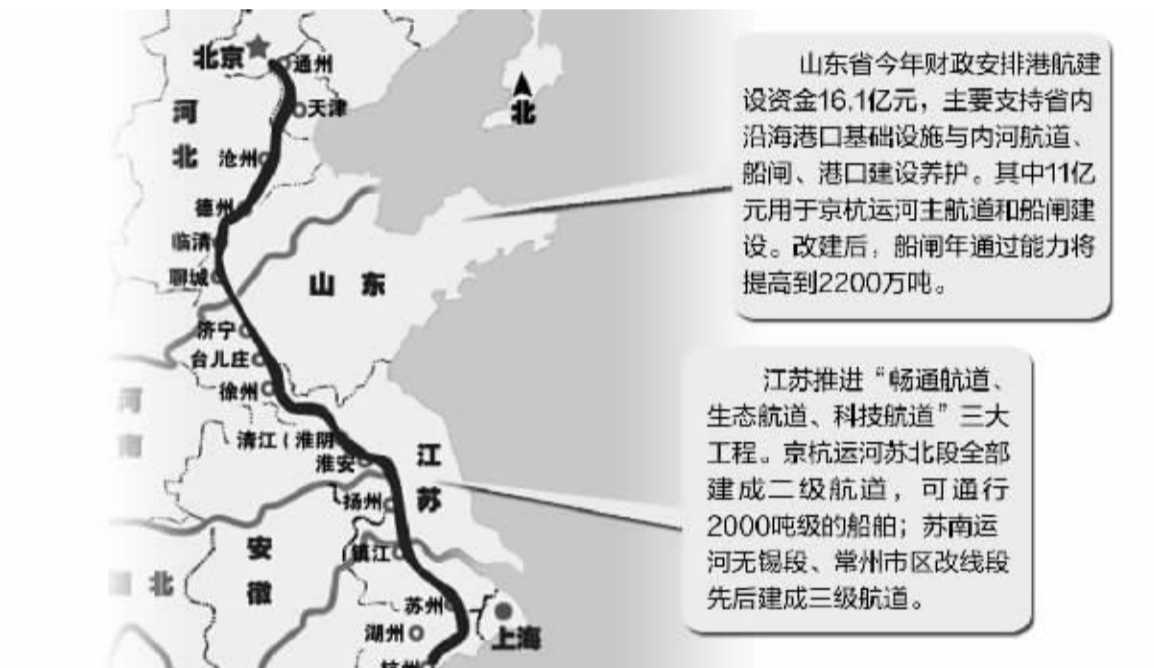 北京
通州
天津
河
北
沧州
德州
临清
聊城
山东
济宁
台儿庄
徐州
河
南
清江(淮阴
淮安
江
苏
扬州
安
徽
镇江
北
苏州
湖州
上海
杭州
北
山东省今年财政安排港航建
设资金16.1亿元，主要支持省内
沿海港口基础设施与内河航道、
船闸、港口建设养护。其中11亿
元用于京杭运河主航道和船闸建
设。改建后，船闸年通过能力将
提高到2200万吨。
江苏推进“畅通航道、
生态航道、科技航道”三大
工程。京杭运河苏北段全部
建成二级航道，可通行
2000吨级的船舶；苏南运
河无锡段、常州市区改线段
先后建成三级航道。